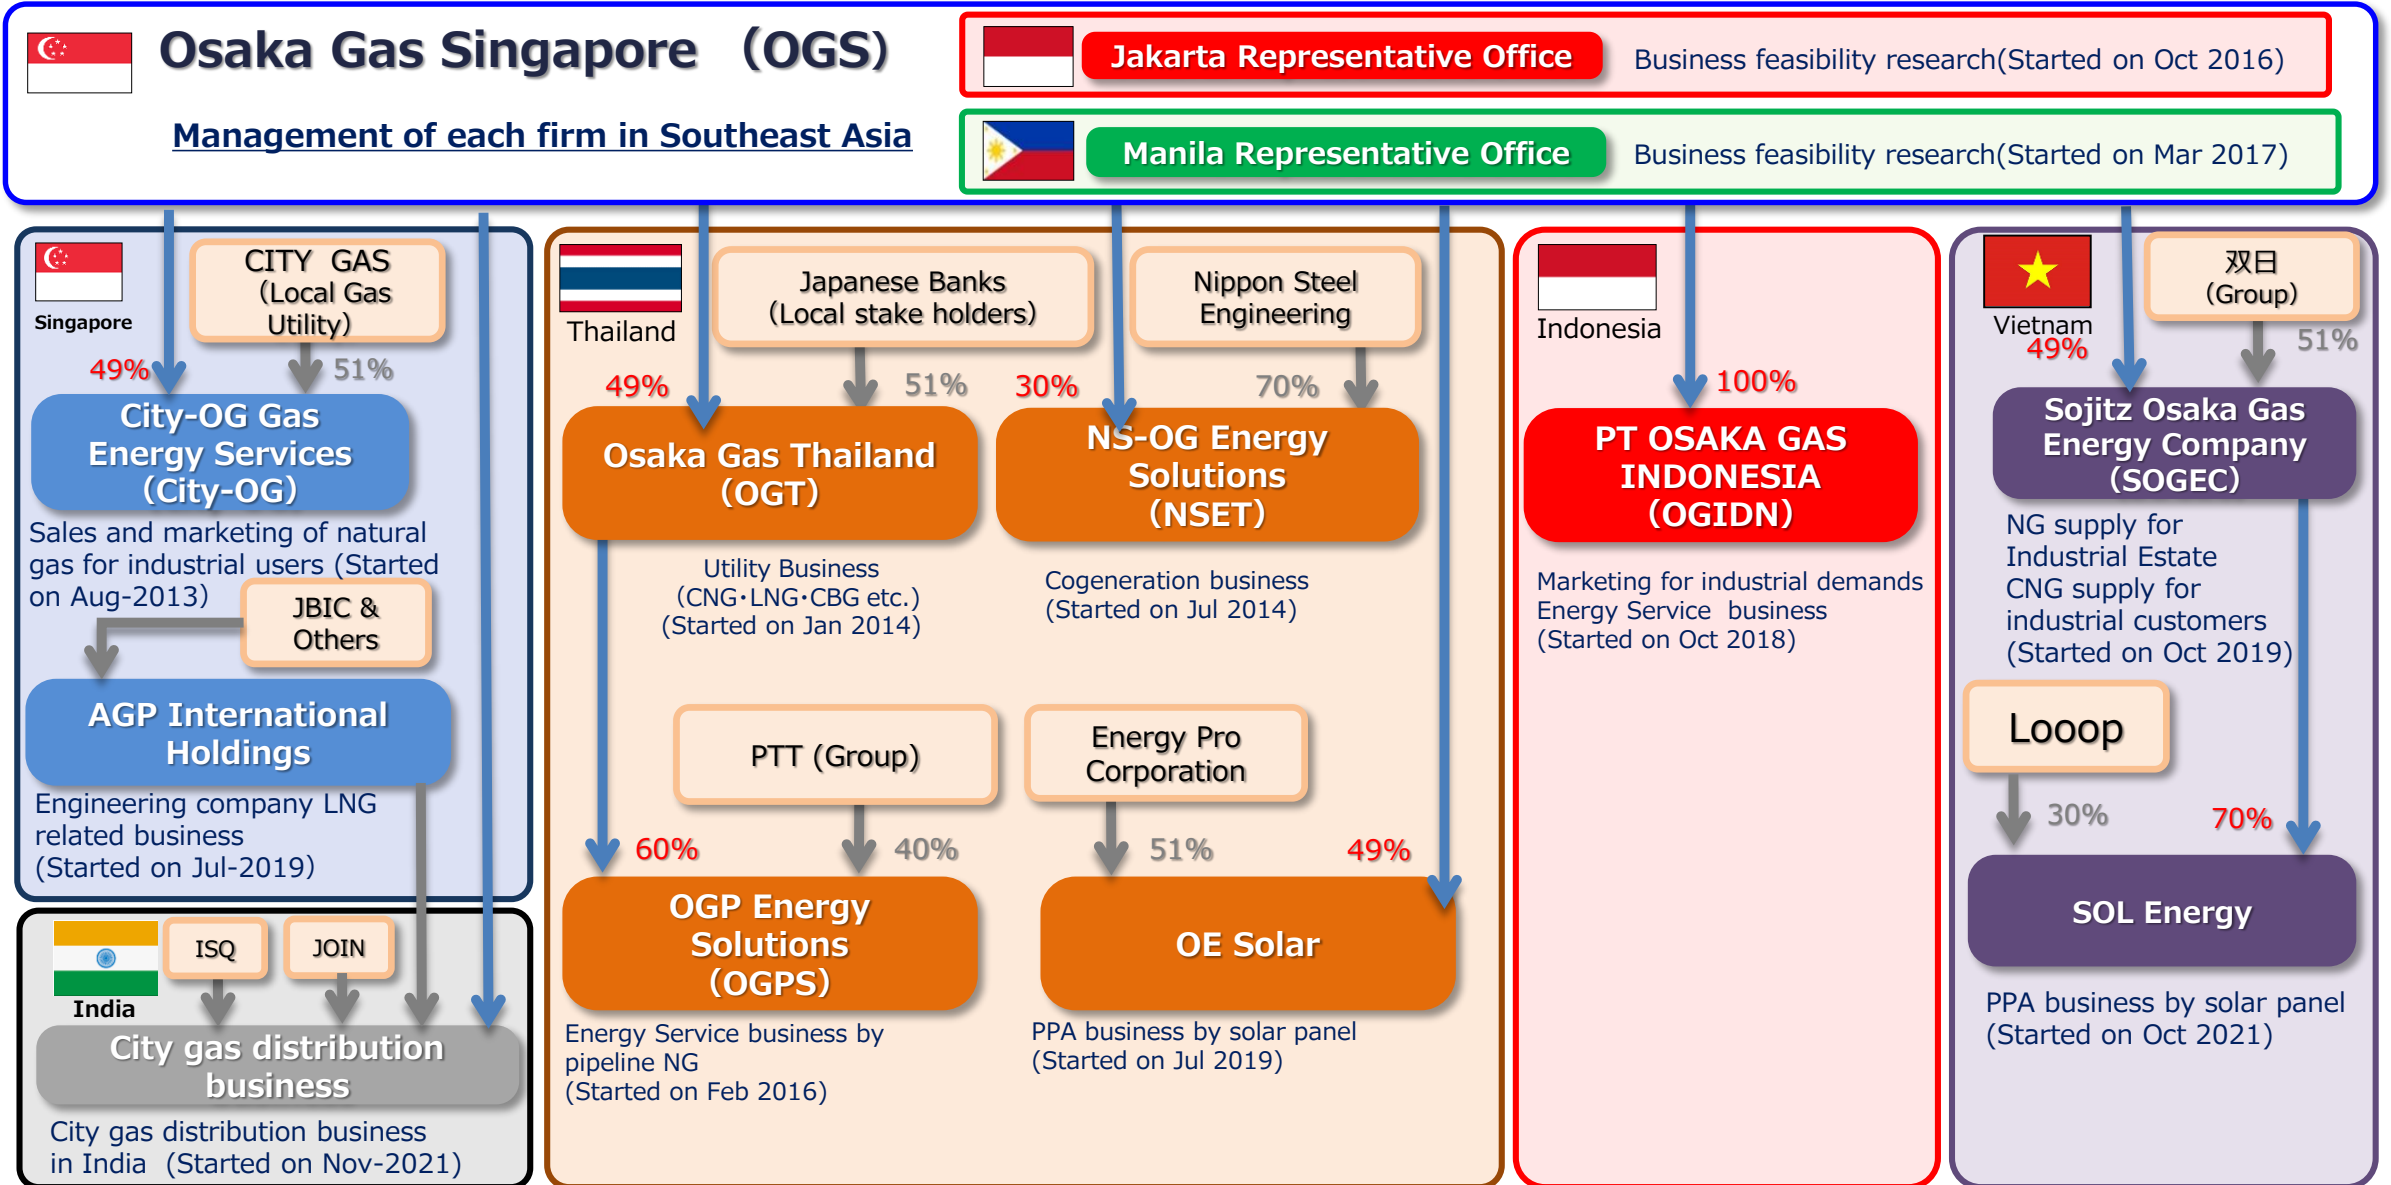 Osaka Gas Singapore （OGS）
Management of each firm in Southeast Asia
Jakarta Representative Office
Business feasibility research(Started on Oct 2016)
Manila Representative Office
Business feasibility research(Started on Mar 2017)
Singapore
CITY GAS
（Local Gas
Utility）
49%
51%
City-OG Gas
Energy Services
（City-OG）
Sales and marketing of natural
gas for industrial users (Started
on Aug-2013）
JBIC &
Others
AGP International
Holdings
Engineering company LNG
related business
(Started on Jul-2019）
India
ISQ
JOIN
City gas distribution
business
City gas distribution business
in India (Started on Nov-2021)
Thailand
Japanese Banks
（Local stake holders）
Nippon Steel
Engineering
49%
51%
30%
70%
Osaka Gas Thailand
（OGT）
NS-OG Energy
Solutions
（NSET）
Utility Business
（CNG・LNG・CBG etc.)
(Started on Jan 2014)
Cogeneration business
(Started on Jul 2014)
PTT (Group)
Energy Pro
Corporation
60%
40%
51%
49%
OGP Energy
Solutions
（OGPS）
OE Solar
Energy Service business by
pipeline NG
(Started on Feb 2016)
PPA business by solar panel
(Started on Jul 2019)
Indonesia
100%
PT OSAKA GAS
INDONESIA
（OGIDN）
Marketing for industrial demands
Energy Service business
(Started on Oct 2018)
Vietnam
双日
（Group）
49%
51%
Sojitz Osaka Gas
Energy Company
（SOGEC）
NG supply for
Industrial Estate
CNG supply for
industrial customers
(Started on Oct 2019)
Looop
30%
70%
SOL Energy
PPA business by solar panel
(Started on Oct 2021)